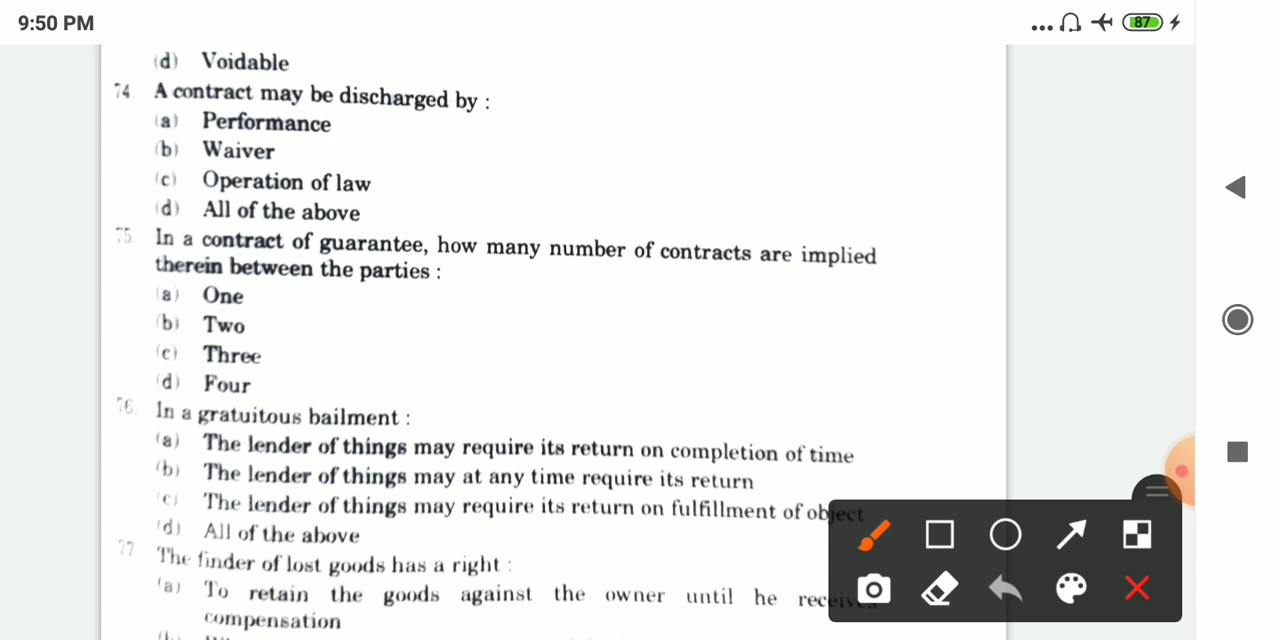 9:50 PM
87
(d) Voidable
74. A contract may be discharged by :
(a) Performance
(b) Waiver
(c) Operation of law
(d) All of the above
75. In a contract of guarantee, how many number of contracts are implied
therein between the parties :
(a) One
(b) Two
(c) Three
(d) Four
76. In a gratuitous bailment :
(a) The lender of things may require its return on completion of time
(b) The lender of things may at any time require its return
(c) The lender of things may require its return on fulfillment of object
(d) All of the above
77 The finder of lost goods has a right :
(a) To retain the goods against the owner until he receives
compensation